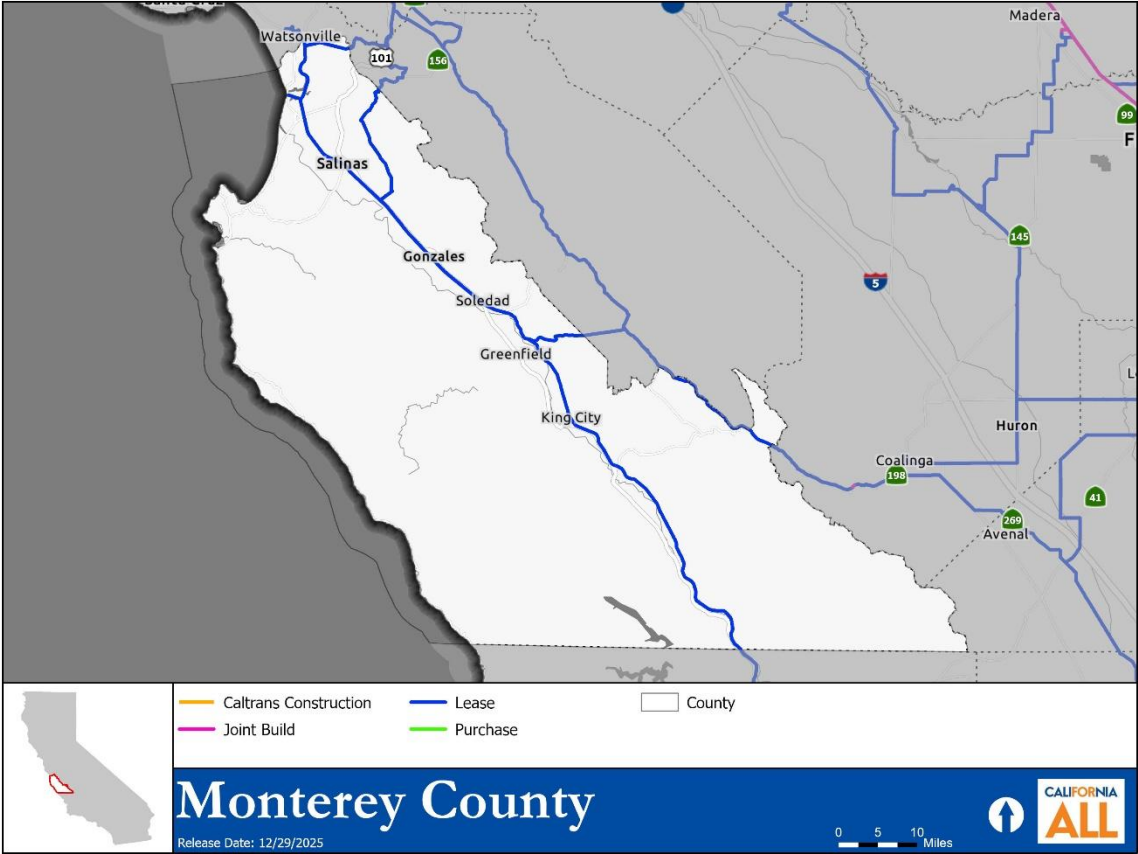 Watsonville
Madera
101
156
99
F
Salinas
145
Gonzales
5
Soledad
Greenfield
L
King City
Huron
Coalinga
198
41
269
Avenal
Caltrans Construction
Lease
County
Joint Build
Purchase
Monterey County
Release Date: 12/29/2025
0 5 10
Miles
CALIFORNIA
ALL